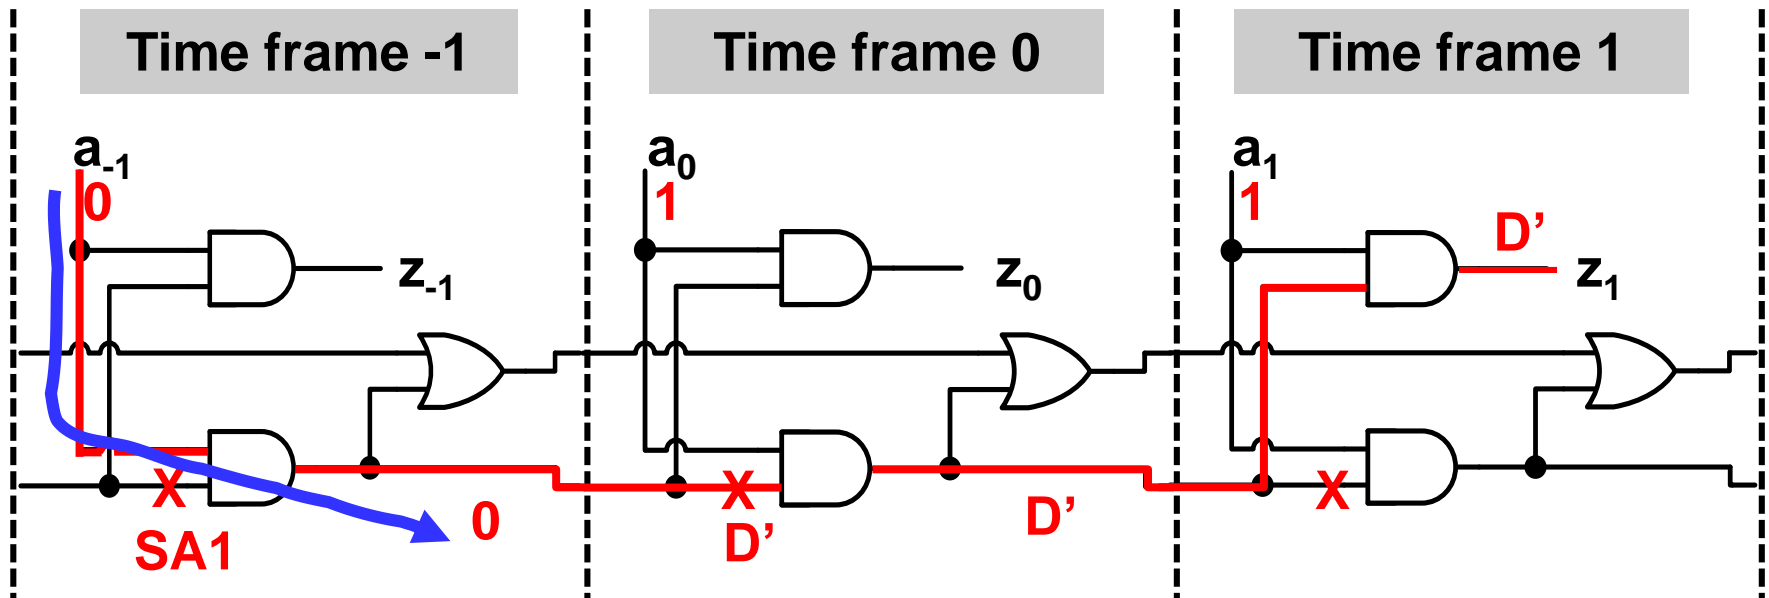 Time frame -1
Time frame 0
Time frame 1
a-1
a0
a1
0
1
1
D’
z-1
z0
z1
X
X
X
SA1
0
D’
D’